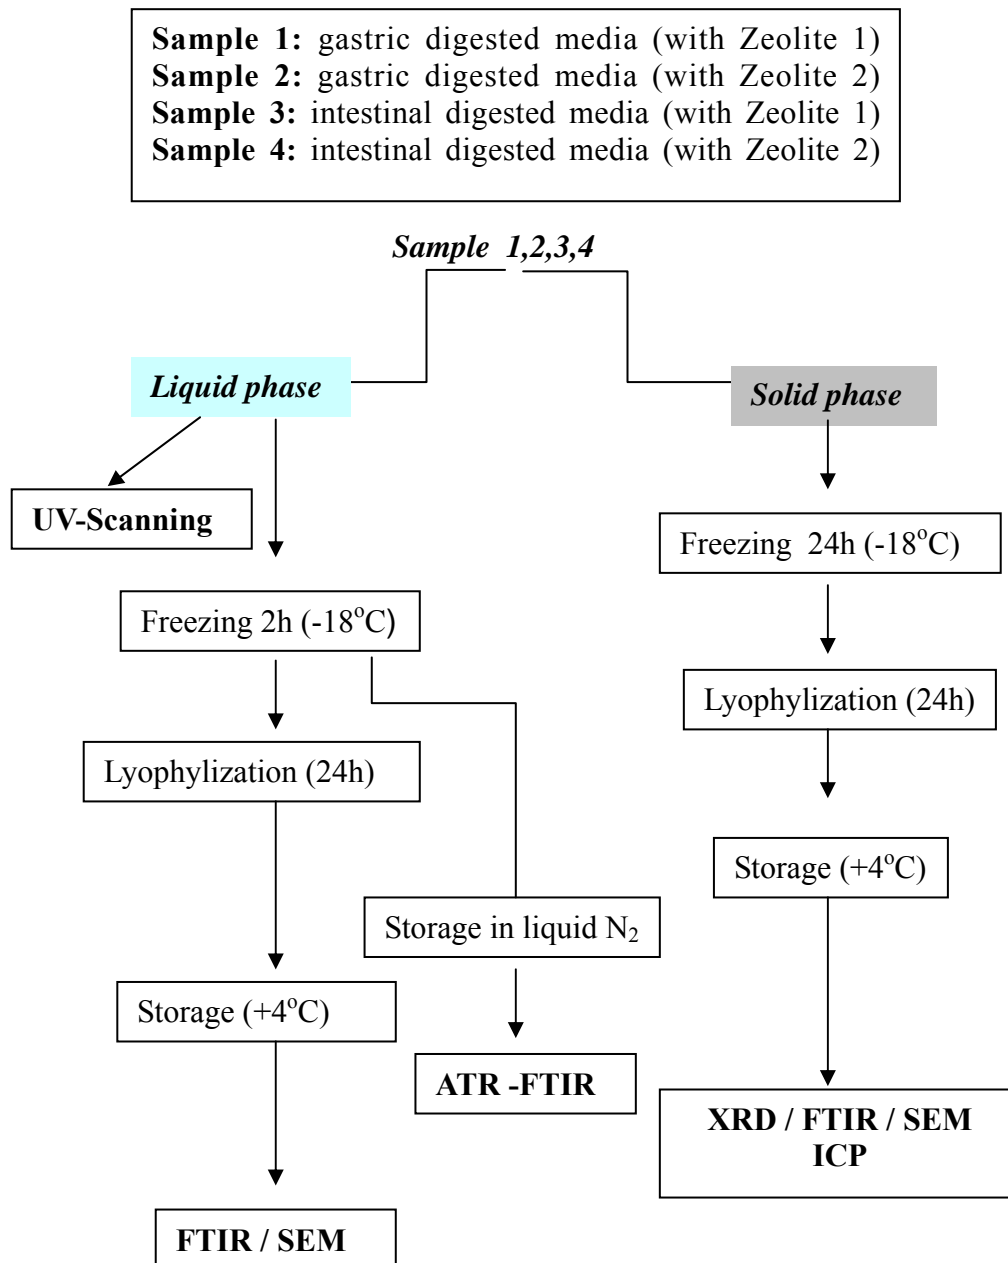 Sample 1: gastric digested media (with Zeolite 1)
Sample 2: gastric digested media (with Zeolite 2)
Sample 3: intestinal digested media (with Zeolite 1)
Sample 4: intestinal digested media (with Zeolite 2)
Sample 1,2,3,4
Liquid phase
Solid phase
UV-Scanning
Freezing 24h (-18°C)
Freezing 2h (-18°C)
Lyophylization (24h)
Lyophylization (24h)
Storage (+4°C)
Storage in liquid N₂
Storage (+4°C)
ATR -FTIR
XRD / FTIR / SEM
ICP
FTIR / SEM